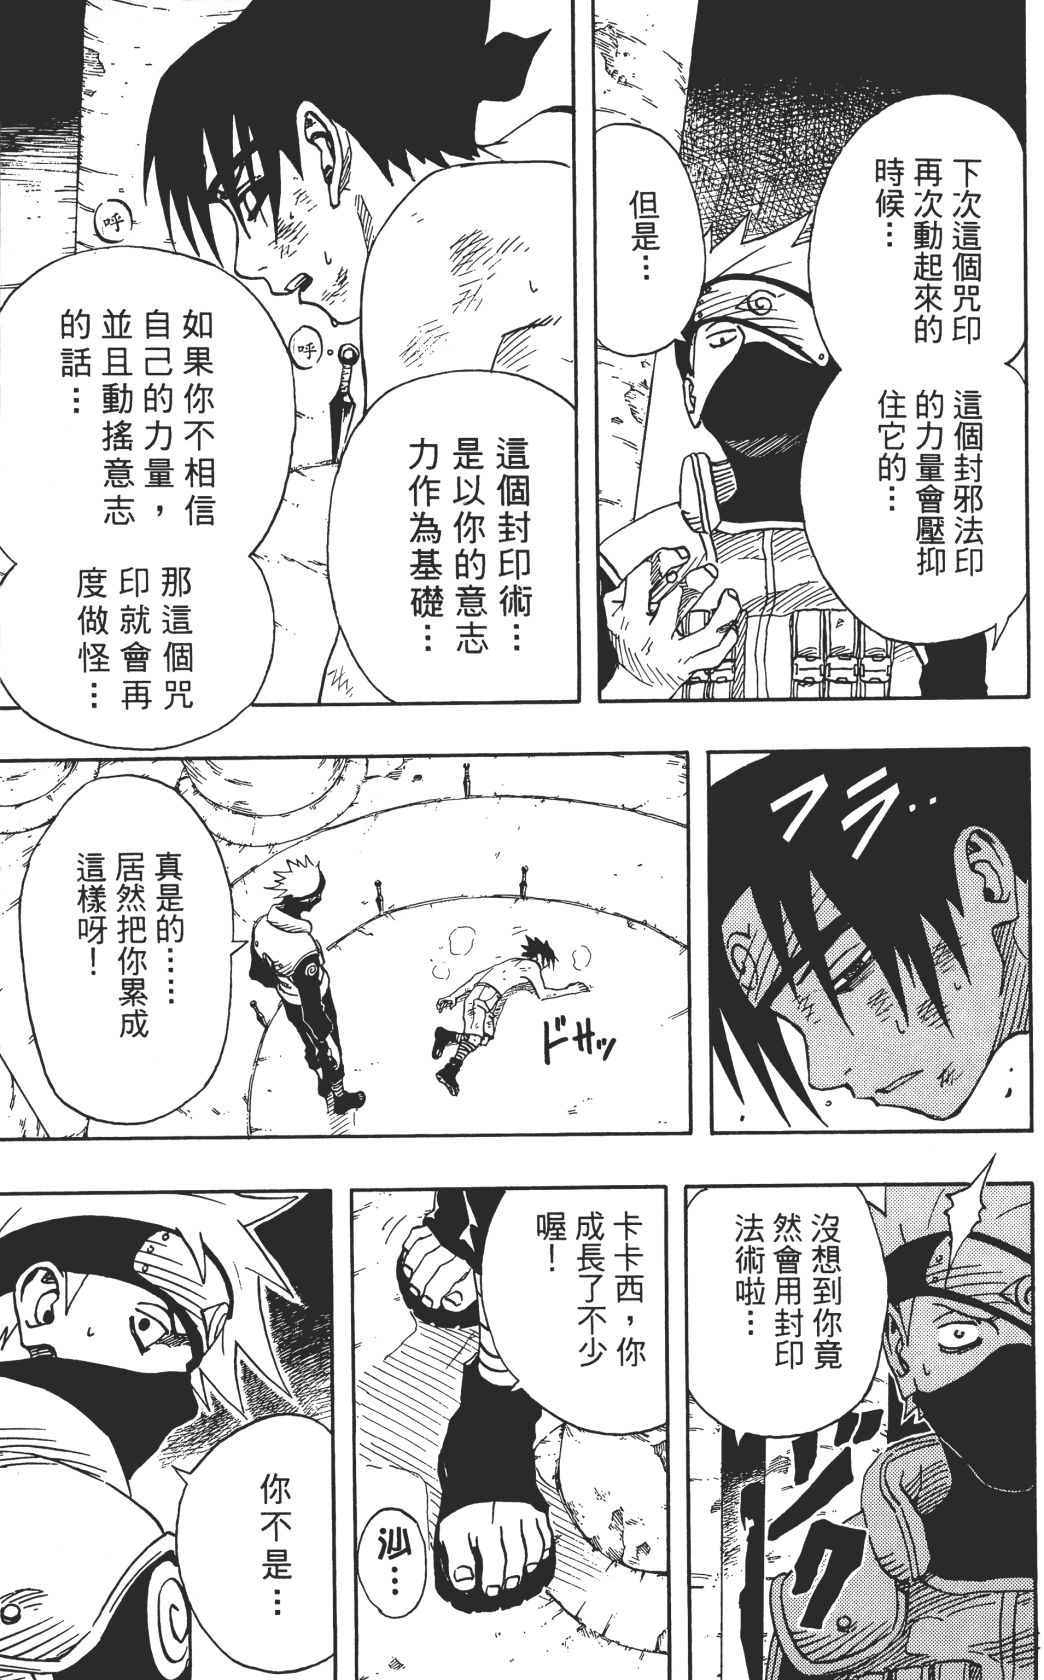 下次這個咒印
再次動起來的
時候…
這個封邪法印
的力量會壓抑
住它的…
但是…
這個封印術…
是以你的意志
力作為基礎…
呼
呼
如果你不相信
自己的力量，
並且動搖意志
的話…
那這個咒
印就會再
度做怪…
フラ‥
ドサッ
真是的……
居然把你累成
這樣呀！
沒想到你竟
然會用封印
法術啦…
卡卡西，你
成長了不少
喔！
汕…
你不是…